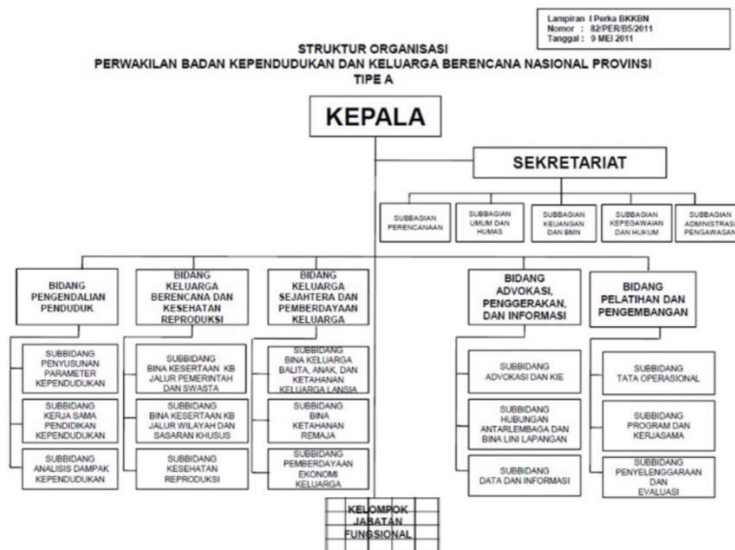 Lampiran I Perka BKKBN
Nomor : 82/PER/B5/2011
Tanggal : 9 MEI 2011
STRUKTUR ORGANISASI
PERWAKILAN BADAN KEPENDUDUKAN DAN KELUARGA BERENCANA NASIONAL PROVINSI
TIPE A
KEPALA
SEKRETARIAT
SUBBAGIAN
PERENCANAAN
SUBBAGIAN
UMUM DAN
HUMAS
SUBBAGIAN
KEUANGAN
DAN BMN
SUBBAGIAN
KEPEGAWAIAN
DAN HUKUM
SUBBAGIAN
ADMINISTRASI
PENGAWASAN
BIDANG
PENGENDALIAN
PENDUDUK
SUBBIDANG
PENYUSUNAN
PARAMETER
KEPENDUDUKAN
SUBBIDANG
KERJA SAMA
PENDIDIKAN
KEPENDUDUKAN
SUBBIDANG
ANALISIS DAMPAK
KEPENDUDUKAN
BIDANG
KELUARGA
BERENCANA DAN
KESEHATAN
REPRODUKSI
SUBBIDANG
BINA KESERTAAN KB
JALUR PEMERINTAH
DAN SWASTA
SUBBIDANG
BINA KESERTAAN KB
JALUR WILAYAH DAN
SASARAN KHUSUS
SUBBIDANG
KESEHATAN
REPRODUKSI
BIDANG
KELUARGA
SEJAHTERA DAN
PEMBERDAYAAN
KELUARGA
SUBBIDANG
BINA KELUARGA
BALITA, ANAK, DAN
KETAHANAN
KELUARGA LANSIA
SUBBIDANG
BINA
KETAHANAN
REMAJA
SUBBIDANG
PEMBERDAYAAN
EKONOMI
KELUARGA
BIDANG
ADVOKASI,
PENGGERAKAN,
DAN INFORMASI
SUBBIDANG
ADVOKASI DAN KIE
SUBBIDANG
HUBUNGAN
ANTARLEMBAGA DAN
BINA LINI LAPANGAN
SUBBIDANG
DATA DAN INFORMASI
BIDANG
PELATIHAN DAN
PENGEMBANGAN
SUBBIDANG
TATA OPERASIONAL
SUBBIDANG
PROGRAM DAN
KERJASAMA
SUBBIDANG
PENYELENGGARAAN
DAN
EVALUASI
KELOMPOK
JABATAN
FUNGSIONAL